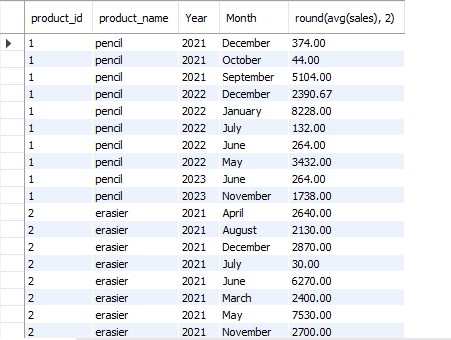 product_id product_name Year Month round(avg(sales), 2)
1 pencil 2021 December 374.00
1 pencil 2021 October 44.00
1 pencil 2021 September 5104.00
1 pencil 2022 December 2390.67
1 pencil 2022 January 8228.00
1 pencil 2022 July 132.00
1 pencil 2022 June 264.00
1 pencil 2022 May 3432.00
1 pencil 2023 June 264.00
1 pencil 2023 November 1738.00
2 erasier 2021 April 2640.00
2 erasier 2021 August 2130.00
2 erasier 2021 December 2870.00
2 erasier 2021 July 30.00
2 erasier 2021 June 6270.00
2 erasier 2021 March 2400.00
2 erasier 2021 May 7530.00
2 erasier 2021 November 2700.00